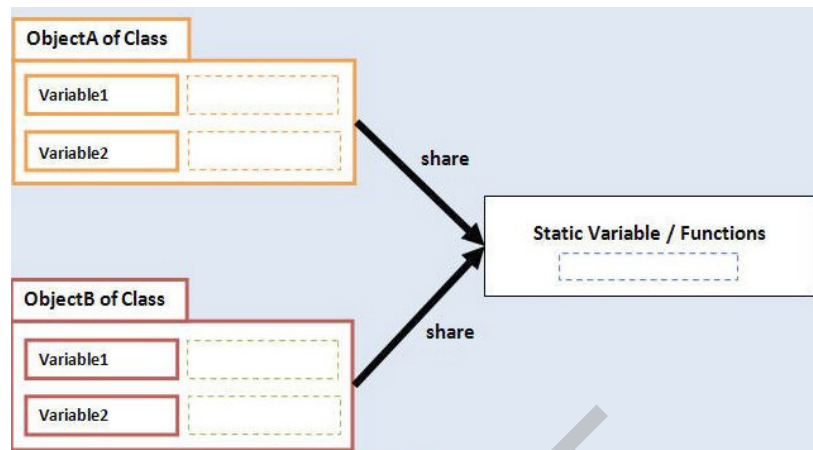 ObjectA of Class
Variable1
Variable2
share
Static Variable / Functions
ObjectB of Class
share
Variable1
Variable2